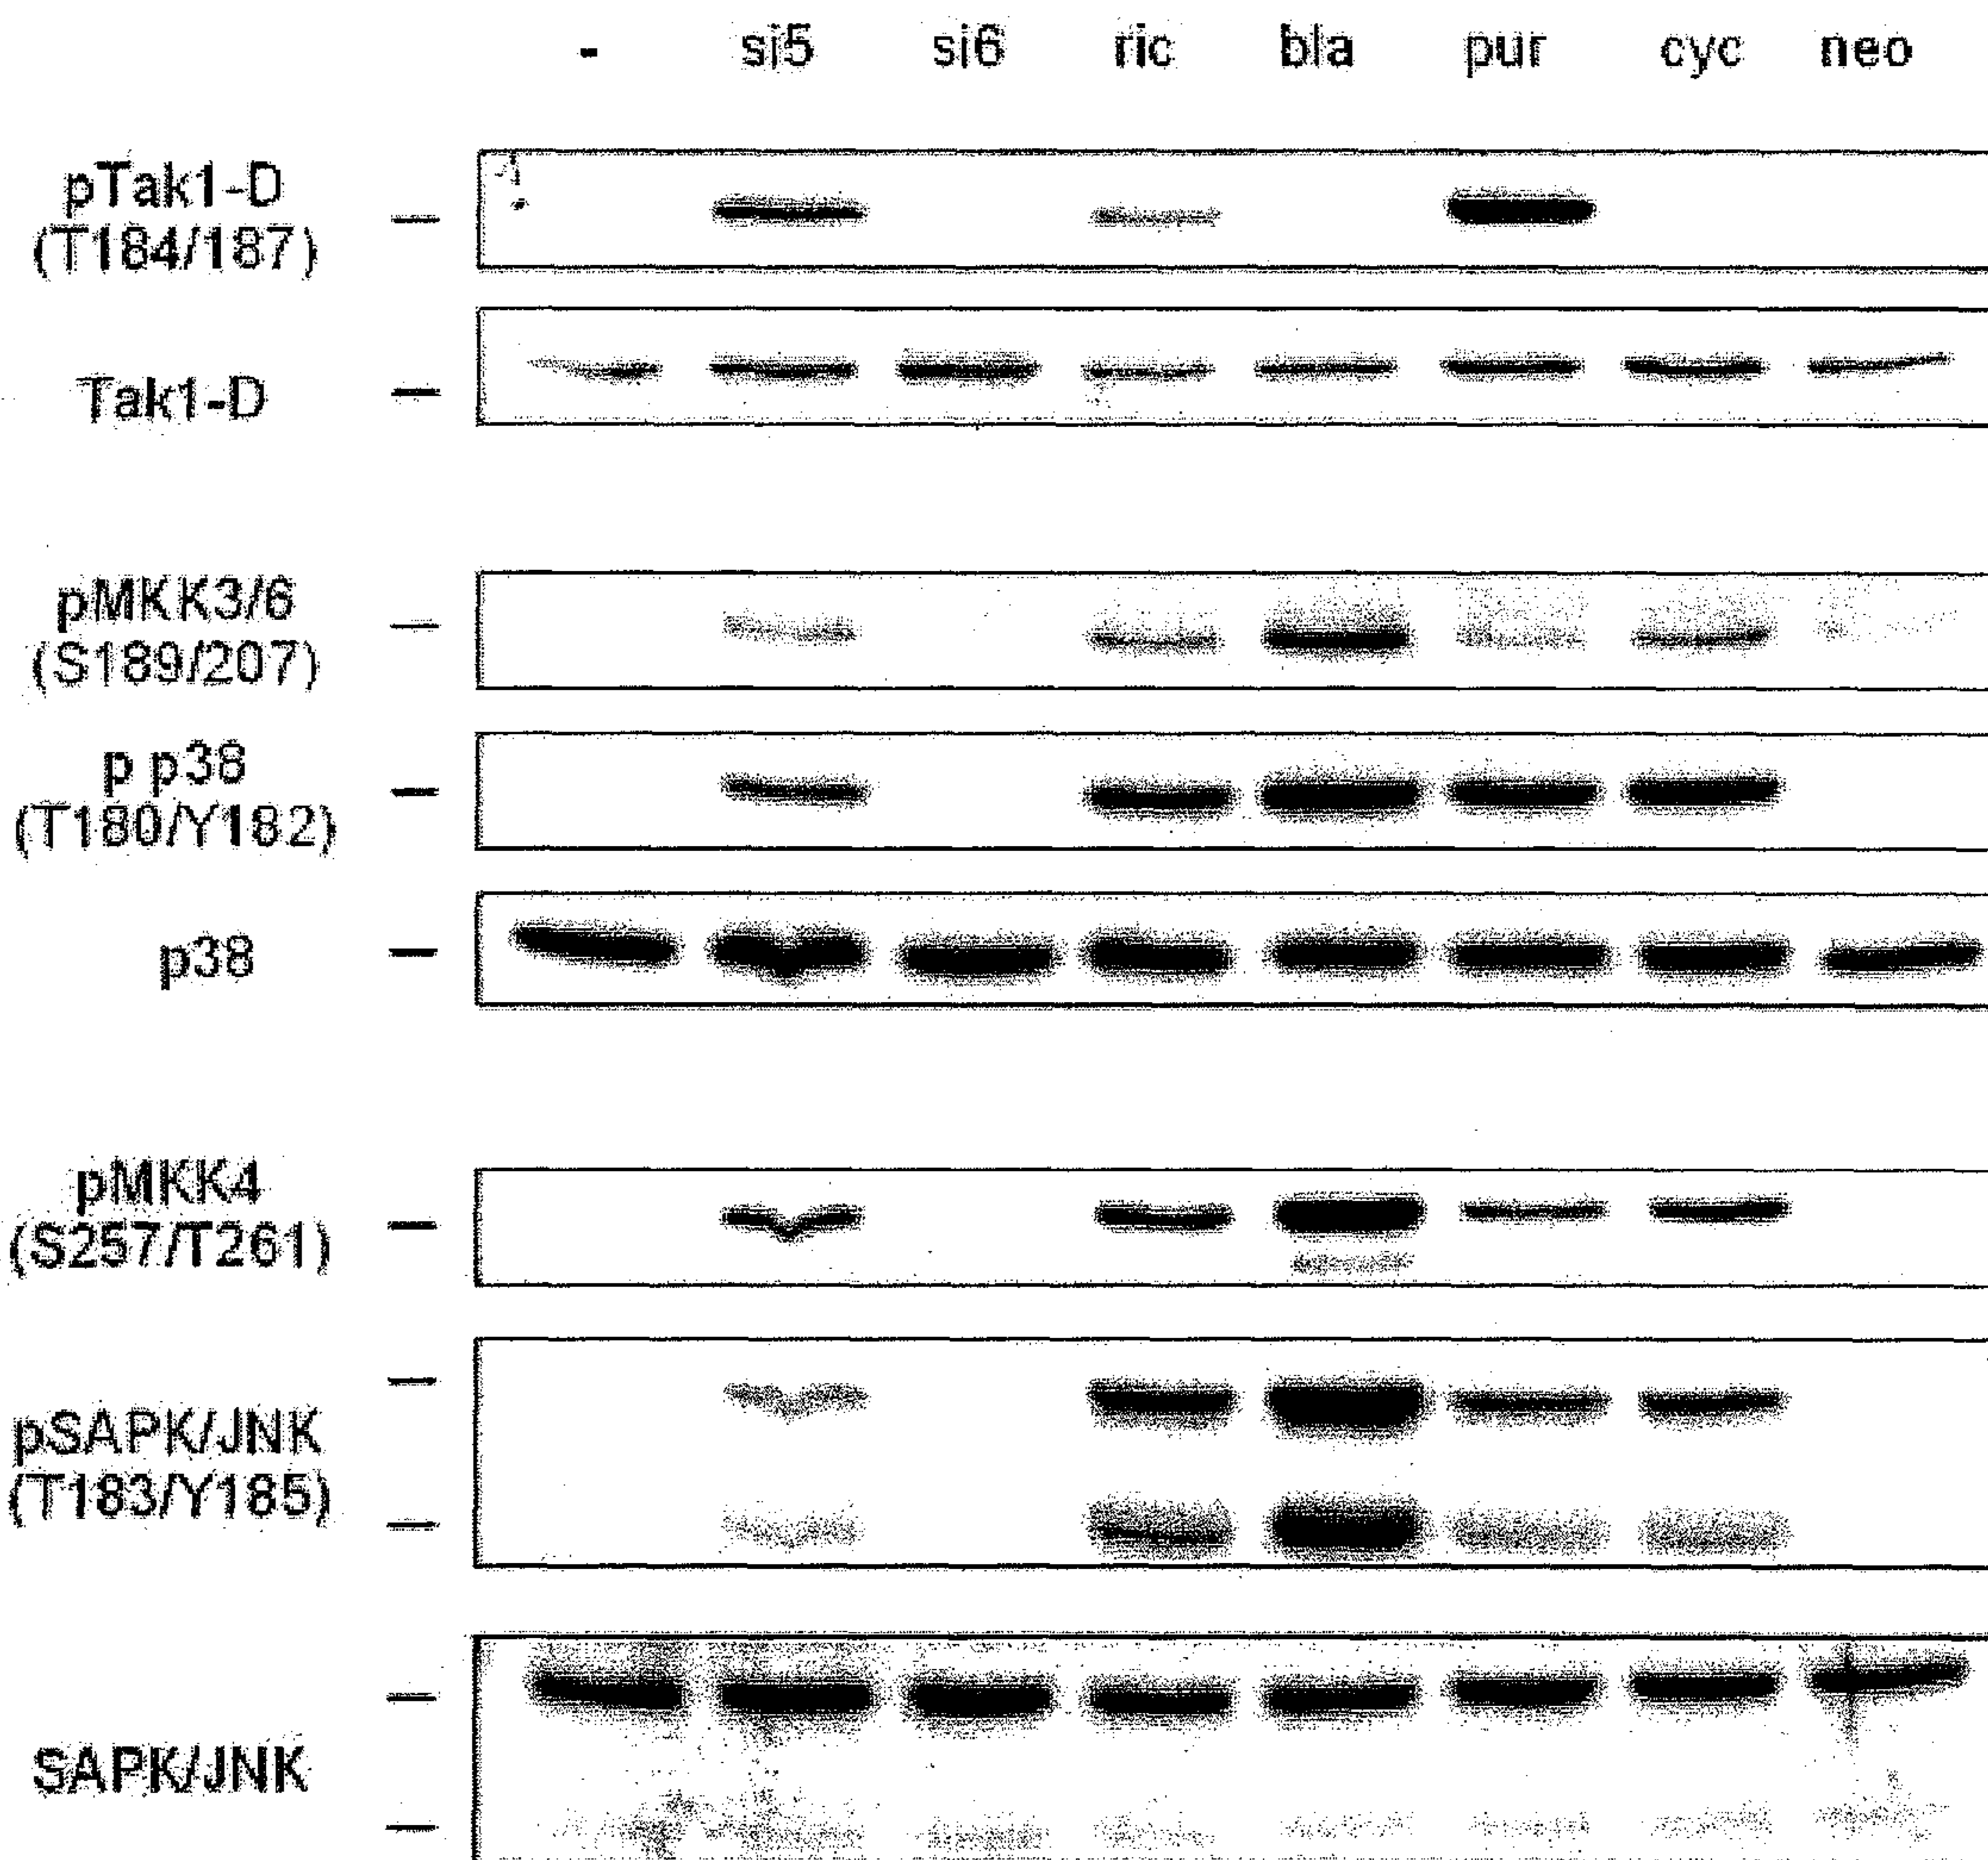 - si5 si6 ric bla pur cyc neo
pTak1-D
(T184/187)
Tak1-D
pMKK3/6
(S189/207)
p p38
(T180/Y182)
p38
pMKK4
(S257/T261)
pSAPK/JNK
(T183/Y185)
SAPK/JNK